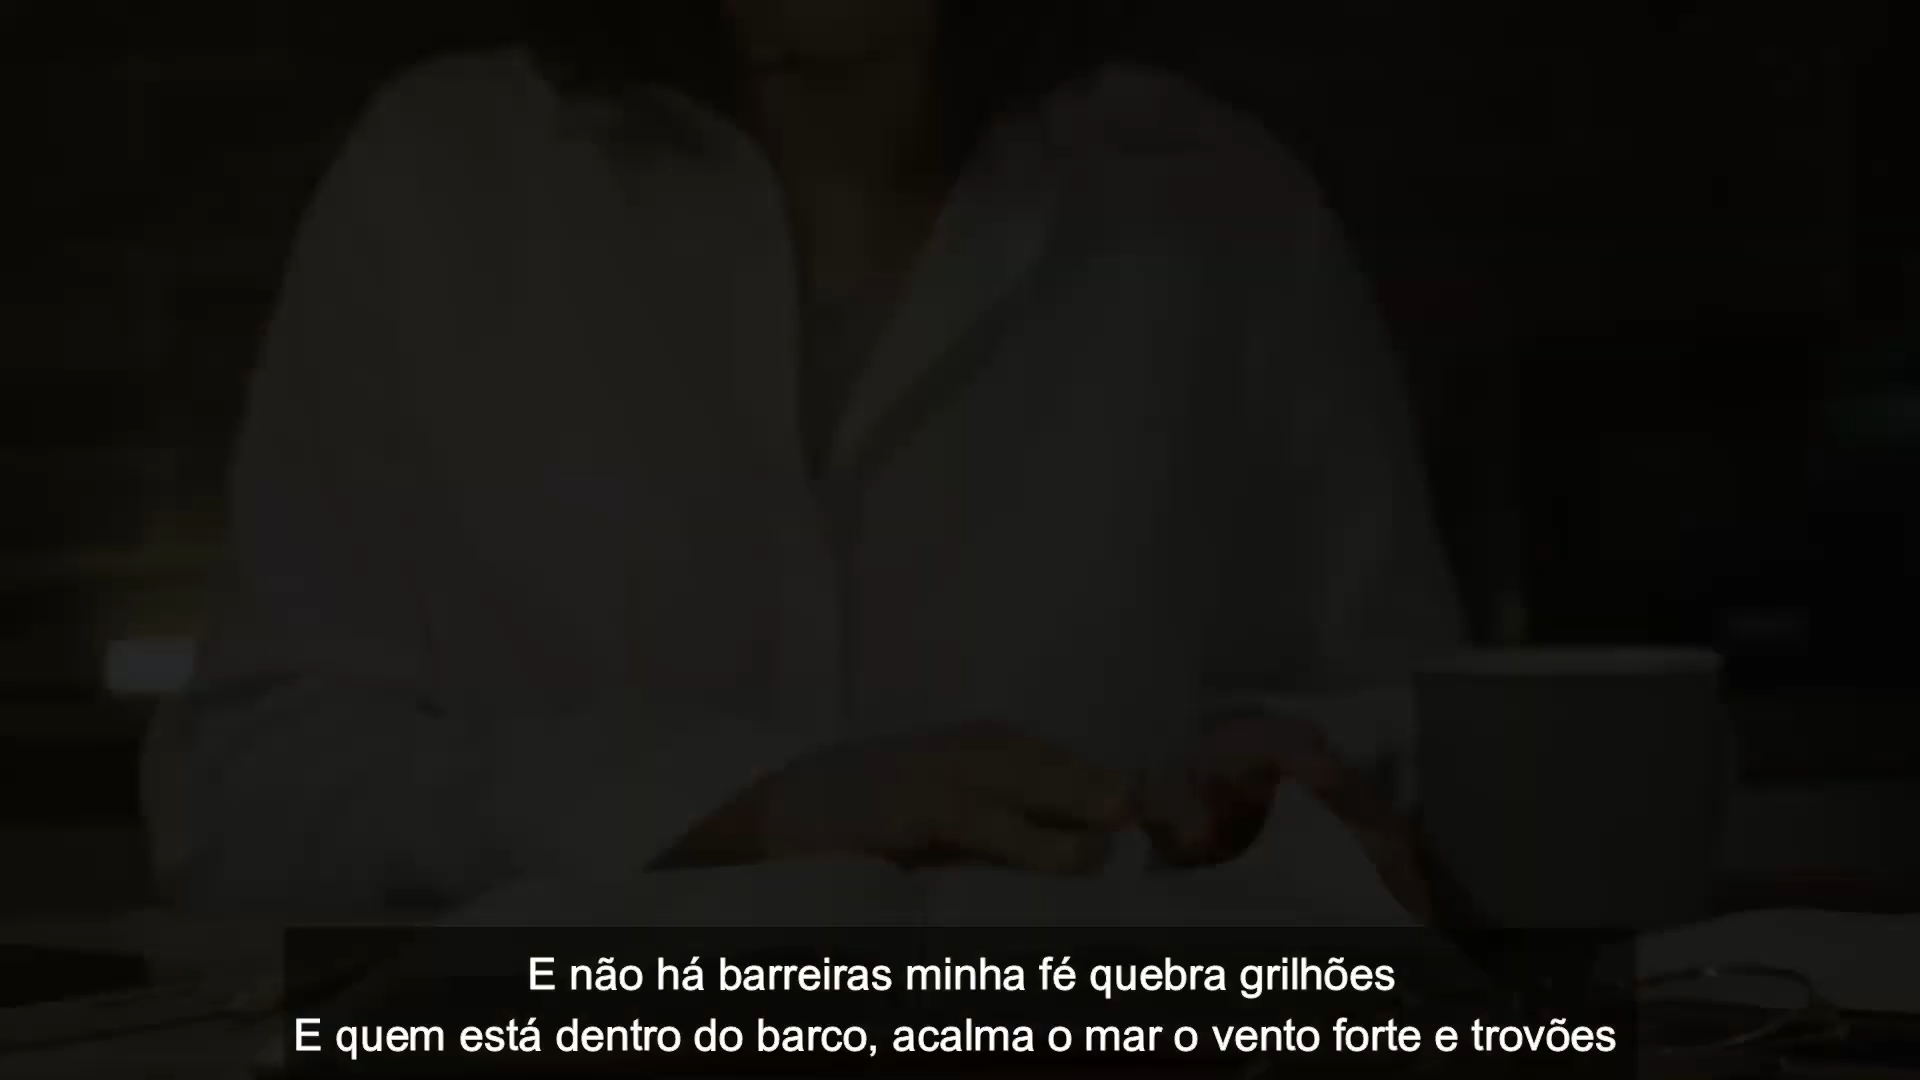 E não há barreiras minha fé quebra grilhões
E quem está dentro do barco, acalma o mar o vento forte e trovões